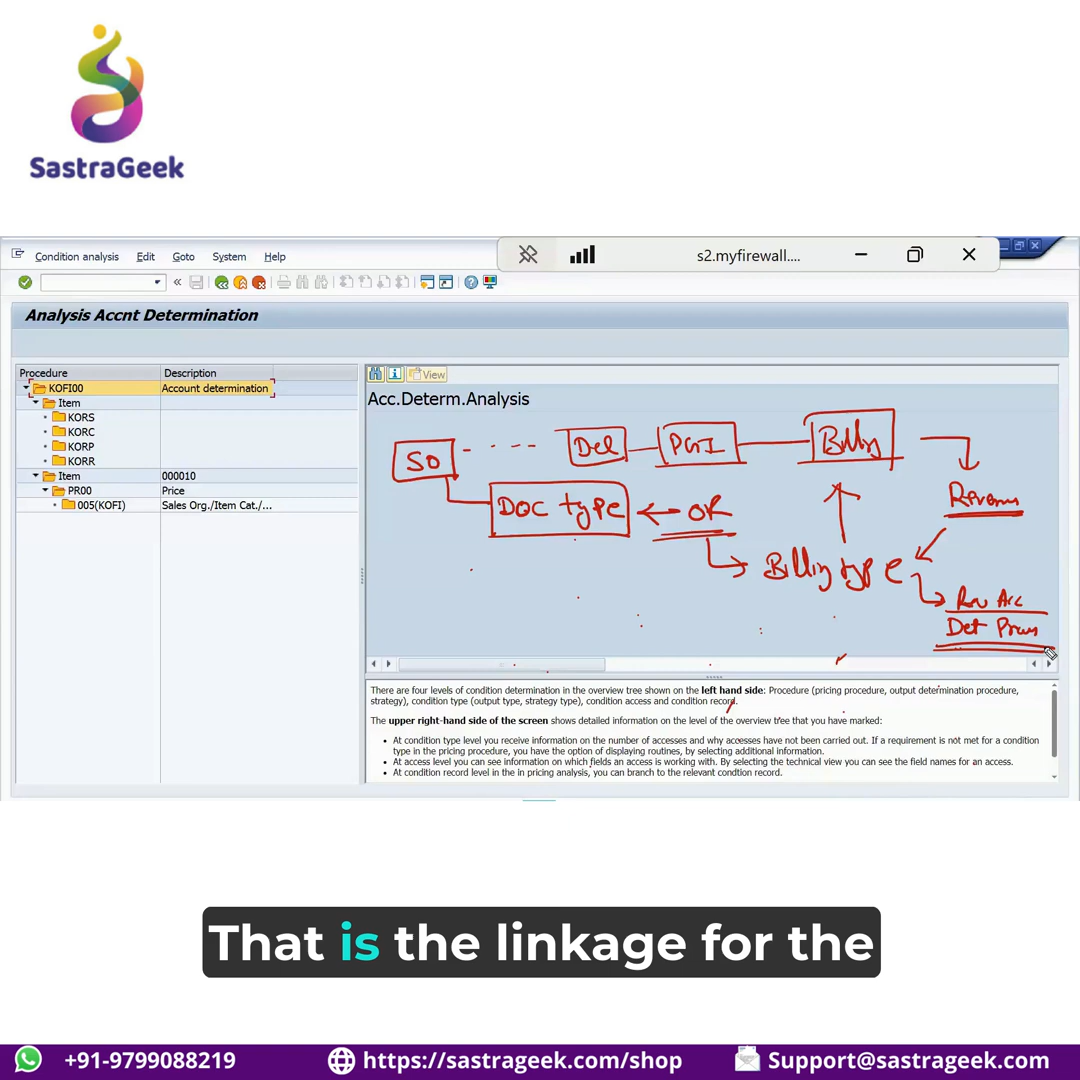 SastraGeek
s2.myfirewall....
Condition analysis Edit Goto System Help
Analysis Accnt Determination
Procedure Description
KOFI00 Account determination
Item
KORS
KORC
KORP
KORR
Item 000010
PR00 Price
005(KOFI) Sales Org./Item Cat./...
View
Acc.Determ.Analysis
SO Del PGI Billing
DOC type OR
Billing type
Rev Acc
Det
There are four levels of condition determination in the overview tree shown on the left hand side: Procedure (pricing procedure, output determination procedure,
strategy), condition type (output type, strategy type), condition access and condition record.
The upper right-hand side of the screen shows detailed information on the level of the overview tree that you have marked:
• At condition type level you receive information on the number of accesses and why accesses have not been carried out. If a requirement is not met for a condition
type in the pricing procedure, you have the option of displaying routines, by selecting additional information.
• At access level you can see information on which fields an access is working with. By selecting the technical view you can see the field names for an access.
• At condition record level in the in pricing analysis, you can branch to the relevant condtion record.
That is the linkage for the
+91-9799088219 https://sastrageek.com/shop Support@sastrageek.com